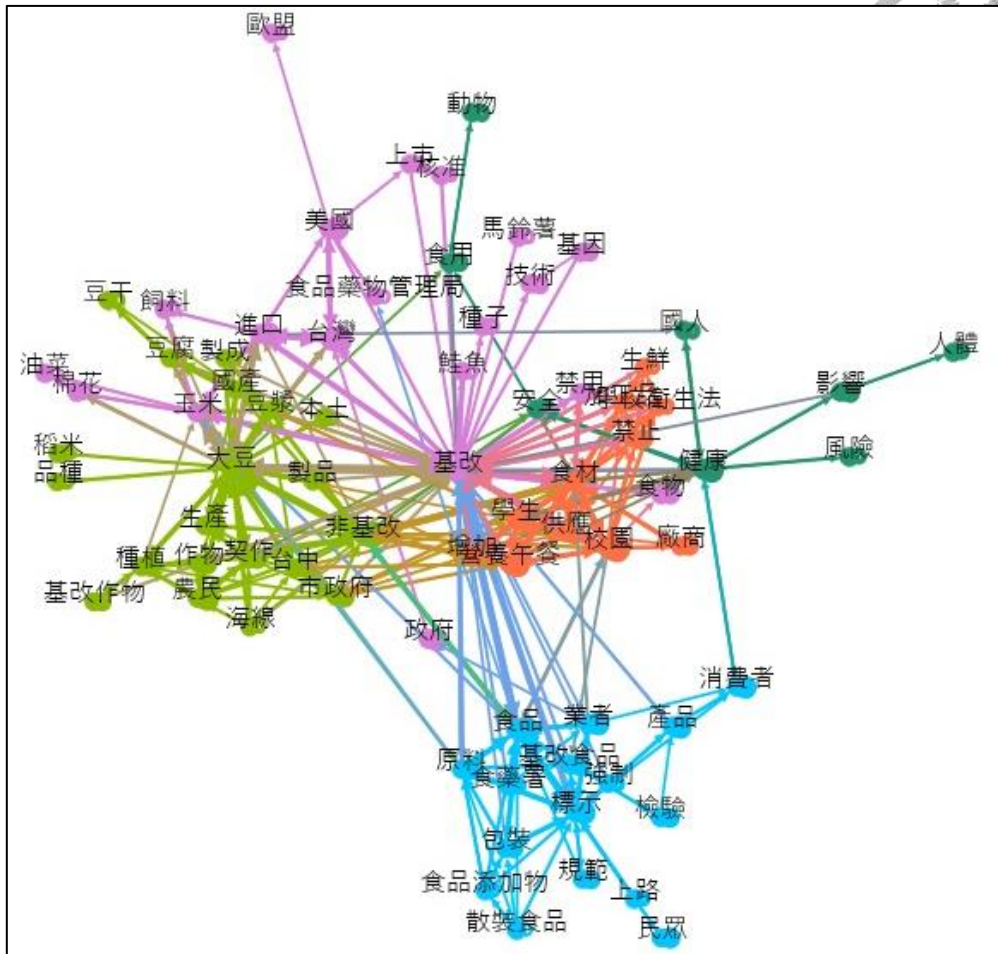 歐盟
動物
上市
核准
美國
馬鈴薯
基因
食用
技術
食品藥物管理局
豆干
飼料
種子
進口
台灣
國人
豆腐
製成
鮭魚
生鮮
人體
油菜
棉花
國產
禁用
影響
玉米
豆漿
本土
安全
衛生法
禁止
稻米
大豆
基改
健康
風險
品種
製品
食材
食物
生產
非基改
學生
供應
校園
廠商
種植
作物
契作
台中
增加
營養午餐
基改作物
農民
市政府
海線
政府
消費者
食品
業者
產品
原料
基改食品
食藥署
強制
標示
檢驗
包裝
食品添加物
規範
上路
散裝食品
民眾